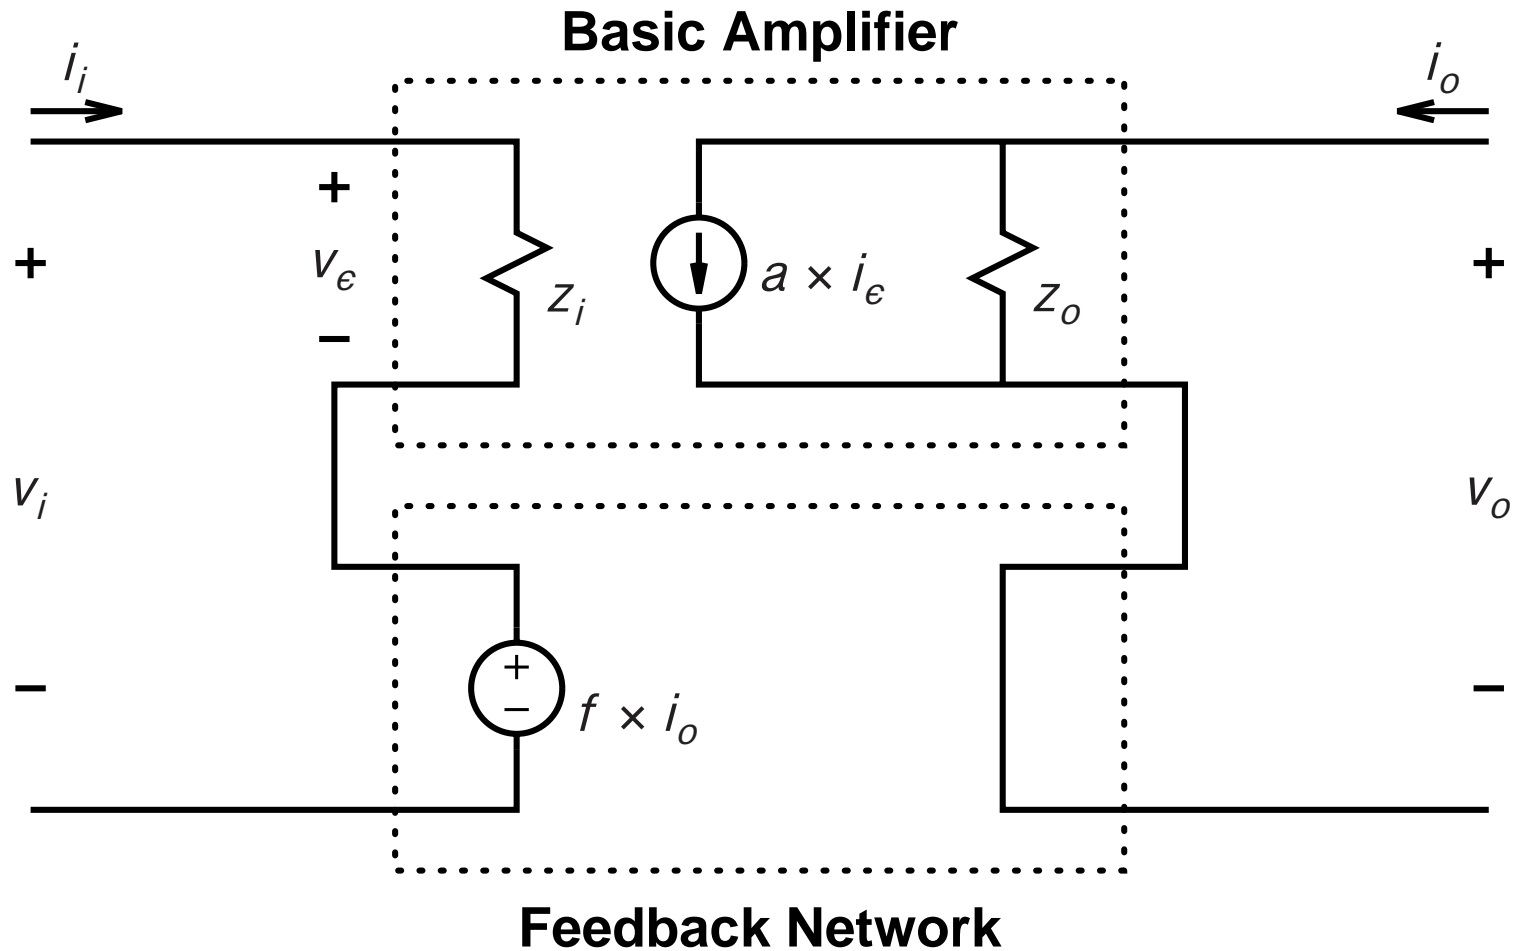 Basic Amplifier
i_i
i_o
+
+
v_ϵ
−
z_i
a × i_ϵ
z_o
+
v_i
v_o
+
−
f × i_o
−
−
Feedback Network